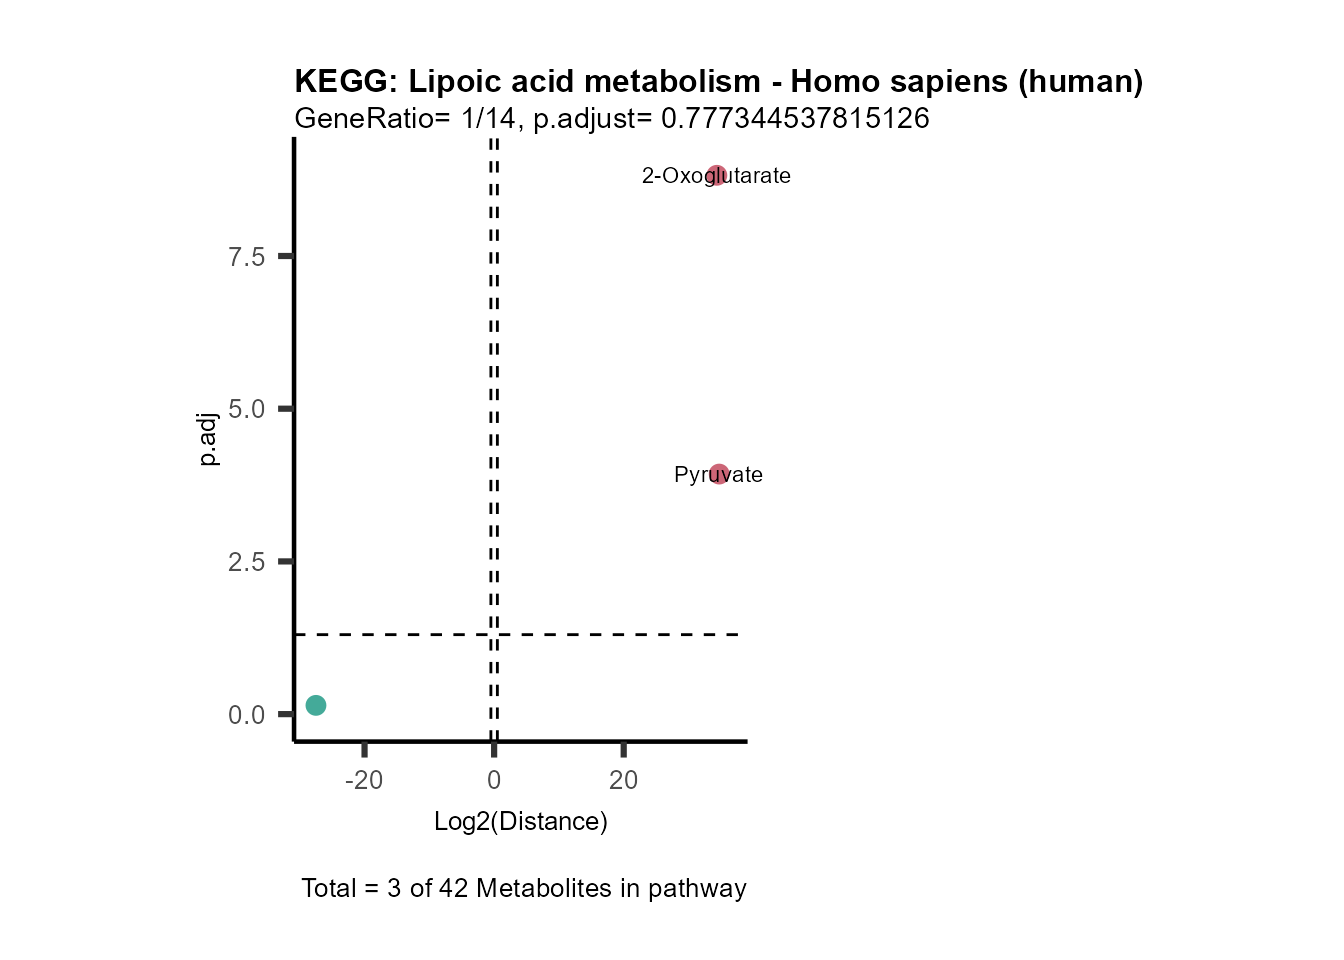 KEGG: Lipoic acid metabolism - Homo sapiens (human)
GeneRatio= 1/14, p.adjust= 0.777344537815126
2-Oxoglutarate
7.5
5.0
p.adj
Pyruvate
2.5
0.0
-20
0
20
Log2(Distance)
Total = 3 of 42 Metabolites in pathway